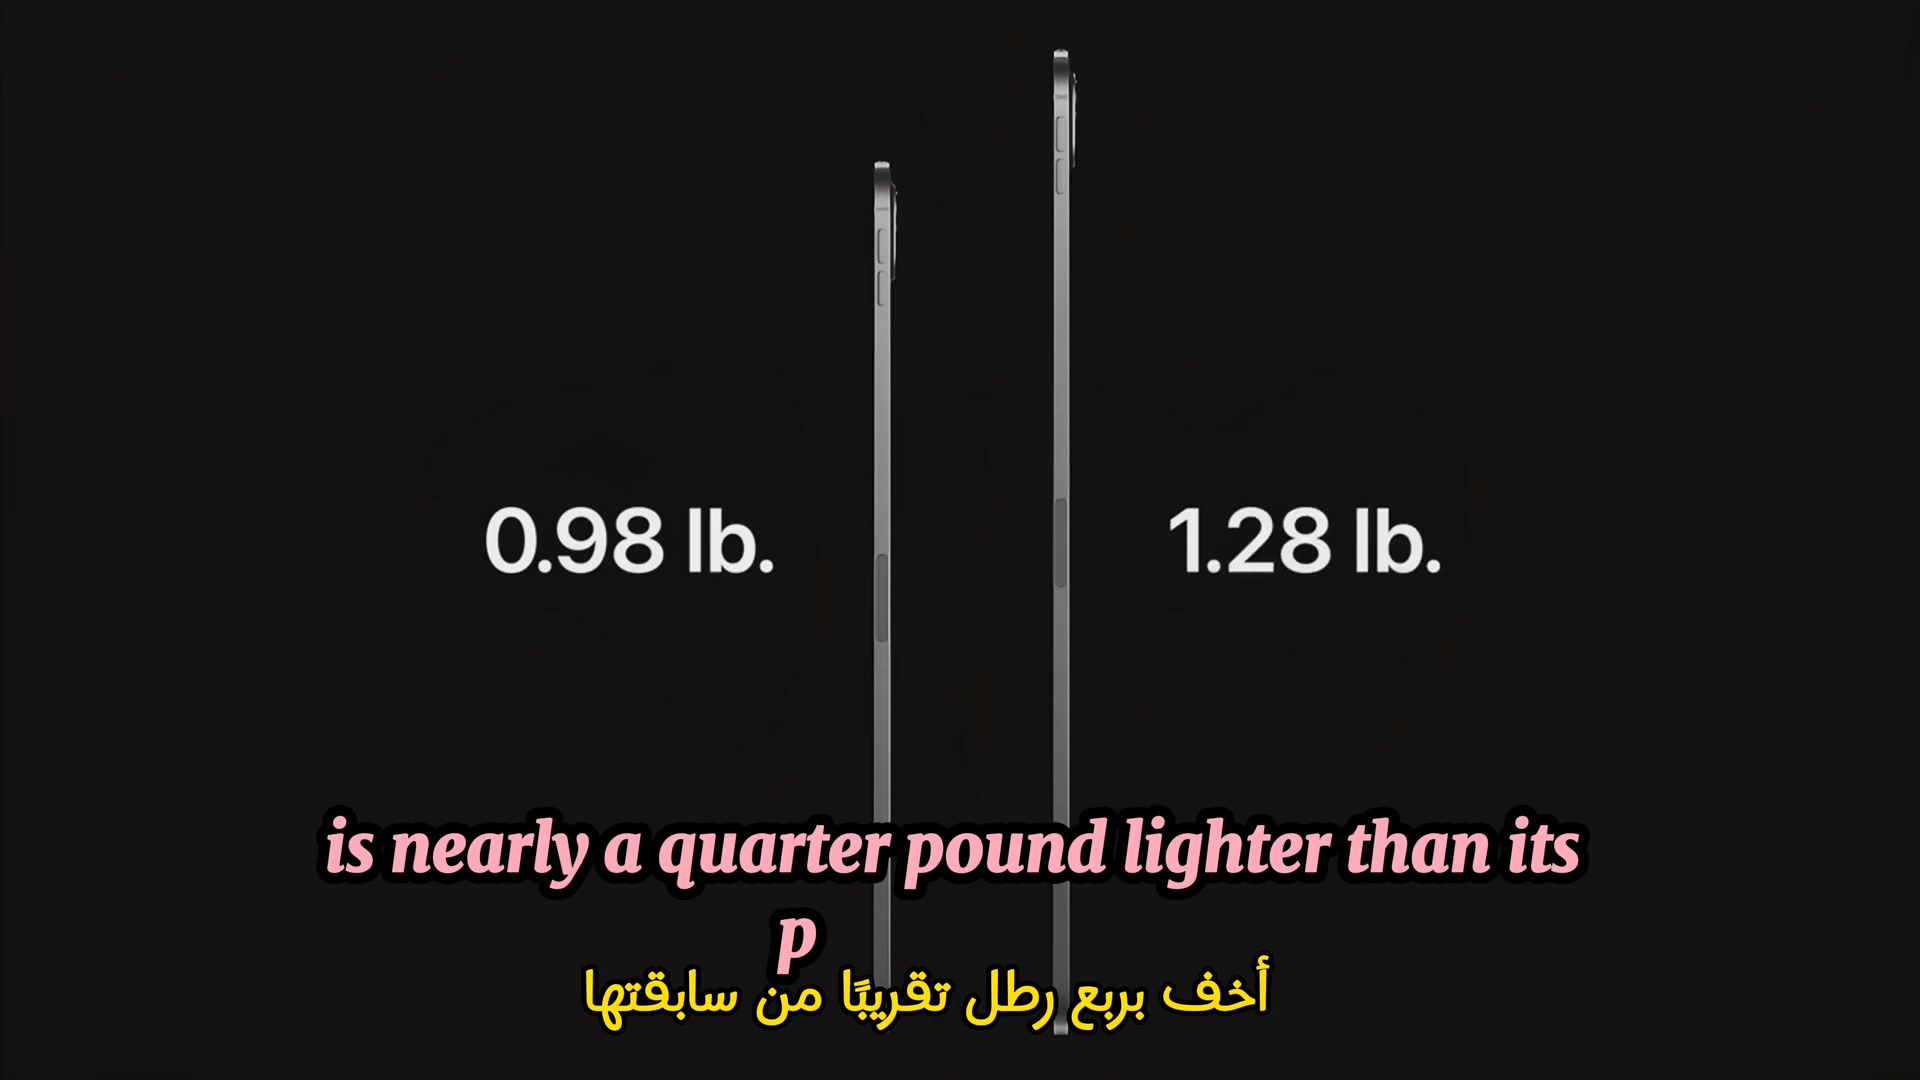 0.98 lb.
1.28 lb.
is nearly a quarter pound lighter than its
p
أخف بربع رطل تقريبًا من سابقتها